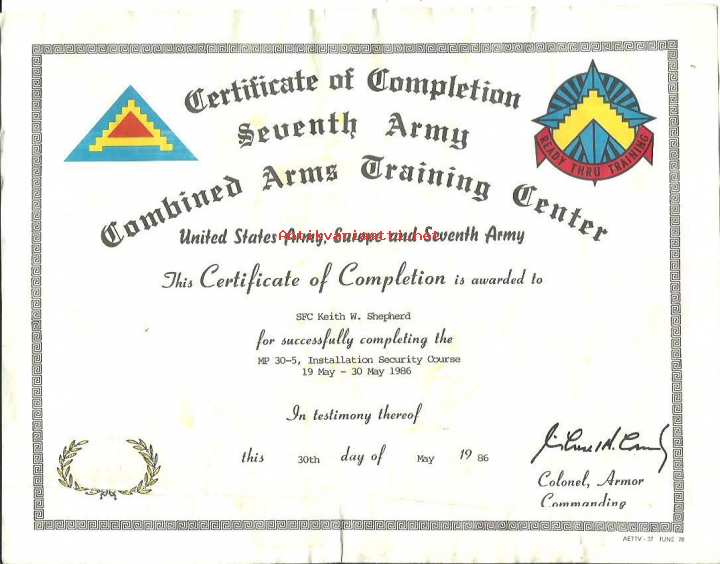 Certificate of Completion
Seventh Army
Combined Arms Training Center
READY THRU TRAINING
United States Army, Europe and Seventh Army
This Certificate of Completion is awarded to
SFC Keith W. Shepherd
for successfully completing the
MP 30-5, Installation Security Course
19 May - 30 May 1986
In testimony thereof
this 30th day of May 19 86
Colonel, Armor
Commanding